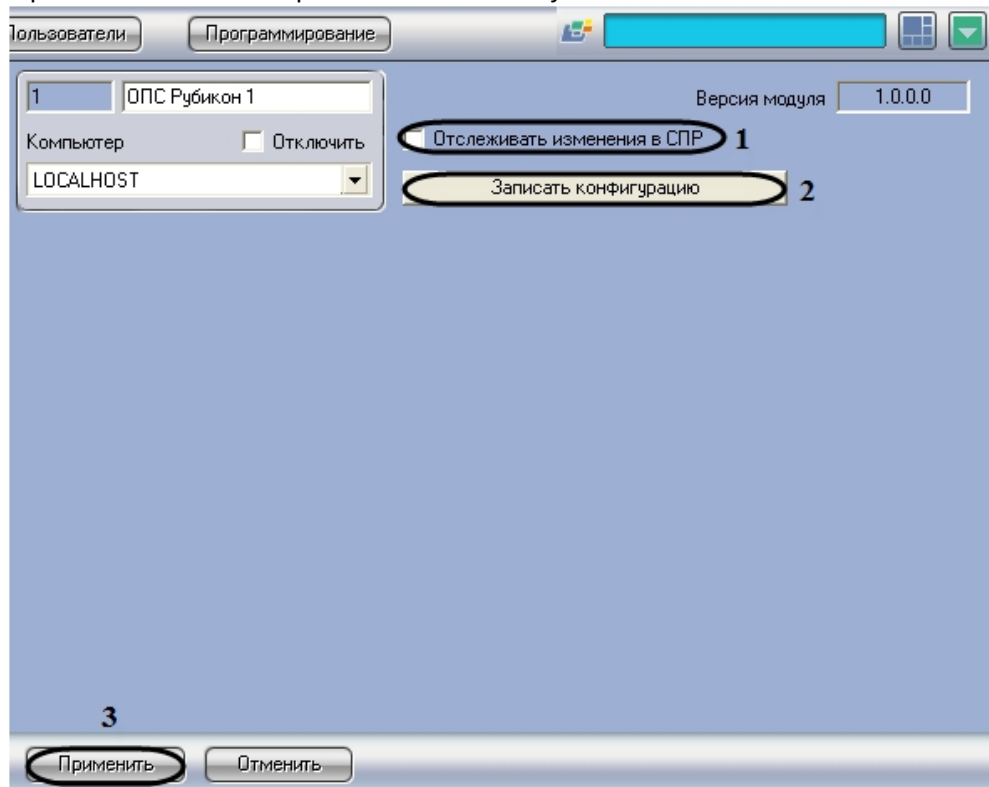 Пользователи Программирование
1 ОПС Рубикон 1 Версия модуля 1.0.0.0
Компьютер Отключить Отслеживать изменения в СПР 1
LOCALHOST Записать конфигурацию 2
3
Применить Отменить